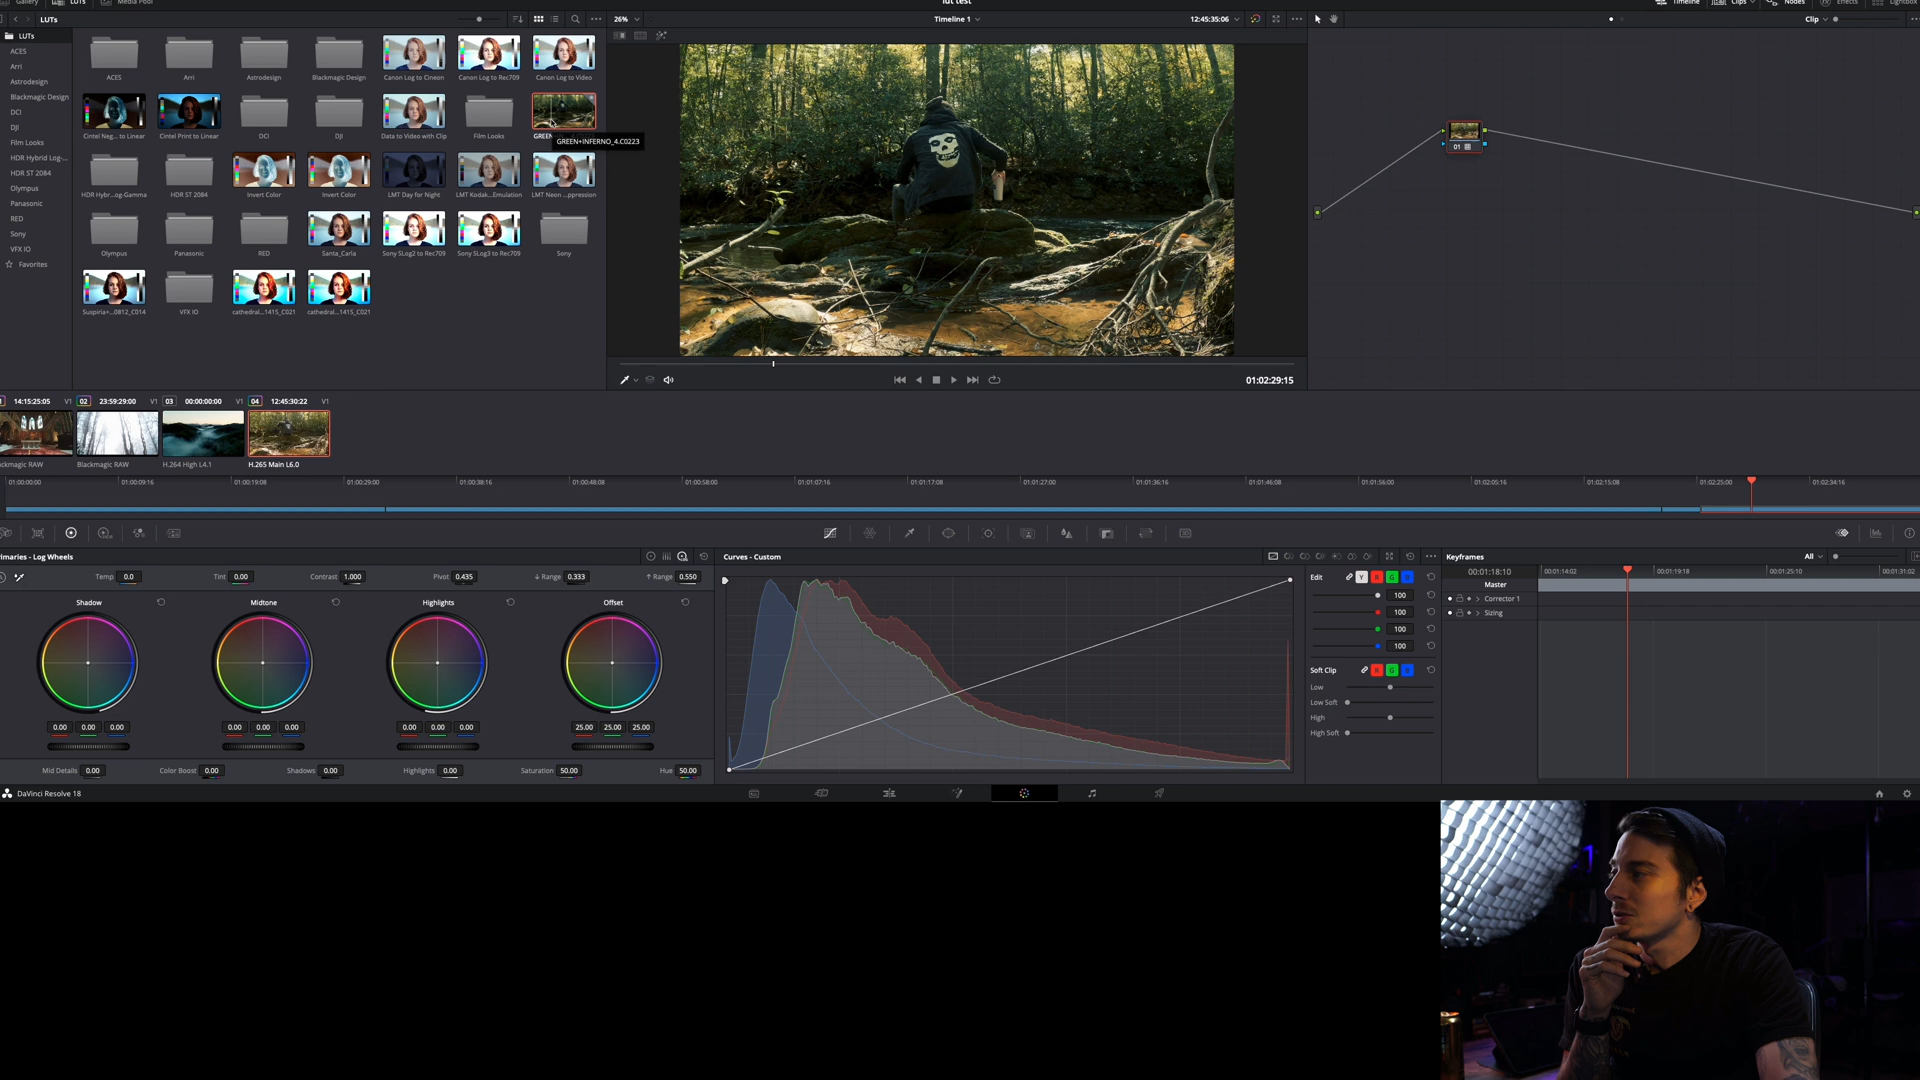 Gallery LUTs Media Pool lut test Timeline Clips Nodes Effects Lightbox
LUTs 26% Timeline 1 12:45:35:06 Clip
LUTs
ACES
Arri
Astrodesign
Blackmagic Design
DCI
DJI
Film Looks
HDR Hybrid Log-...
HDR ST 2084
Olympus
Panasonic
RED
Sony
VFX IO
Favorites
ACES Arri Astrodesign Blackmagic Design Canon Log to Cineon Canon Log to Rec709 Canon Log to Video
Cintel Neg... to Linear Cintel Print to Linear DCI DJI Data to Video with Clip Film Looks GREEN
GREEN+INFERNO_4.C0223
HDR Hybr...og-Gamma HDR ST 2084 Invert Color Invert Color LMT Day for Night LMT Kodak...Emulation LMT Neon ...ppression
Olympus Panasonic RED Santa_Carla Sony SLog2 to Rec709 Sony SLog3 to Rec709 Sony
Suspiria+...0812_C014 VFX IO cathedral...1415_C021 cathedral...1415_C021
01
01:02:29:15
14:15:25:05 V1 02 23:59:29:00 V1 03 00:00:00:00 V1 04 12:45:30:22 V1
ckmagic RAW Blackmagic RAW H.264 High L4.1 H.265 Main L6.0
01:00:00:00 01:00:09:16 01:00:19:08 01:00:29:00 01:00:38:16 01:00:48:08 01:00:58:00 01:01:07:16 01:01:17:08 01:01:27:00 01:01:36:16 01:01:46:08 01:01:56:00 01:02:05:16 01:02:15:08 01:02:25:00 01:02:34:16
imaries - Log Wheels Curves - Custom Keyframes All
Temp 0.0 Tint 0.00 Contrast 1.000 Pivot 0.435 ↓ Range 0.333 ↑ Range 0.550
Shadow Midtone Highlights Offset
0.00 0.00 0.00 0.00 0.00 0.00 0.00 0.00 0.00 25.00 25.00 25.00
Mid Details 0.00 Color Boost 0.00 Shadows 0.00 Highlights 0.00 Saturation 50.00 Hue 50.00
Edit Y R G B
100
100
100
100
Soft Clip R G B
Low
Low Soft
High
High Soft
00:01:18:10 00:01:14:02 00:01:19:18 00:01:25:10 00:01:31:02
Master
Corrector 1
Sizing
DaVinci Resolve 18